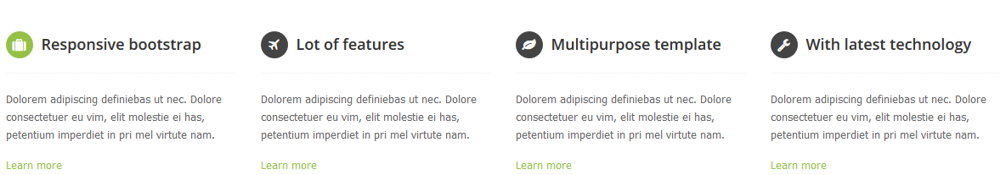 Responsive bootstrap
Dolorem adipiscing definiebas ut nec. Dolore
consectetuer eu vim, elit molestie ei has,
petentium imperdiet in pri mel virtute nam.
Learn more
Lot of features
Dolorem adipiscing definiebas ut nec. Dolore
consectetuer eu vim, elit molestie ei has,
petentium imperdiet in pri mel virtute nam.
Learn more
Multipurpose template
Dolorem adipiscing definiebas ut nec. Dolore
consectetuer eu vim, elit molestie ei has,
petentium imperdiet in pri mel virtute nam.
Learn more
With latest technology
Dolorem adipiscing definiebas ut nec. Dolore
consectetuer eu vim, elit molestie ei has,
petentium imperdiet in pri mel virtute nam.
Learn more